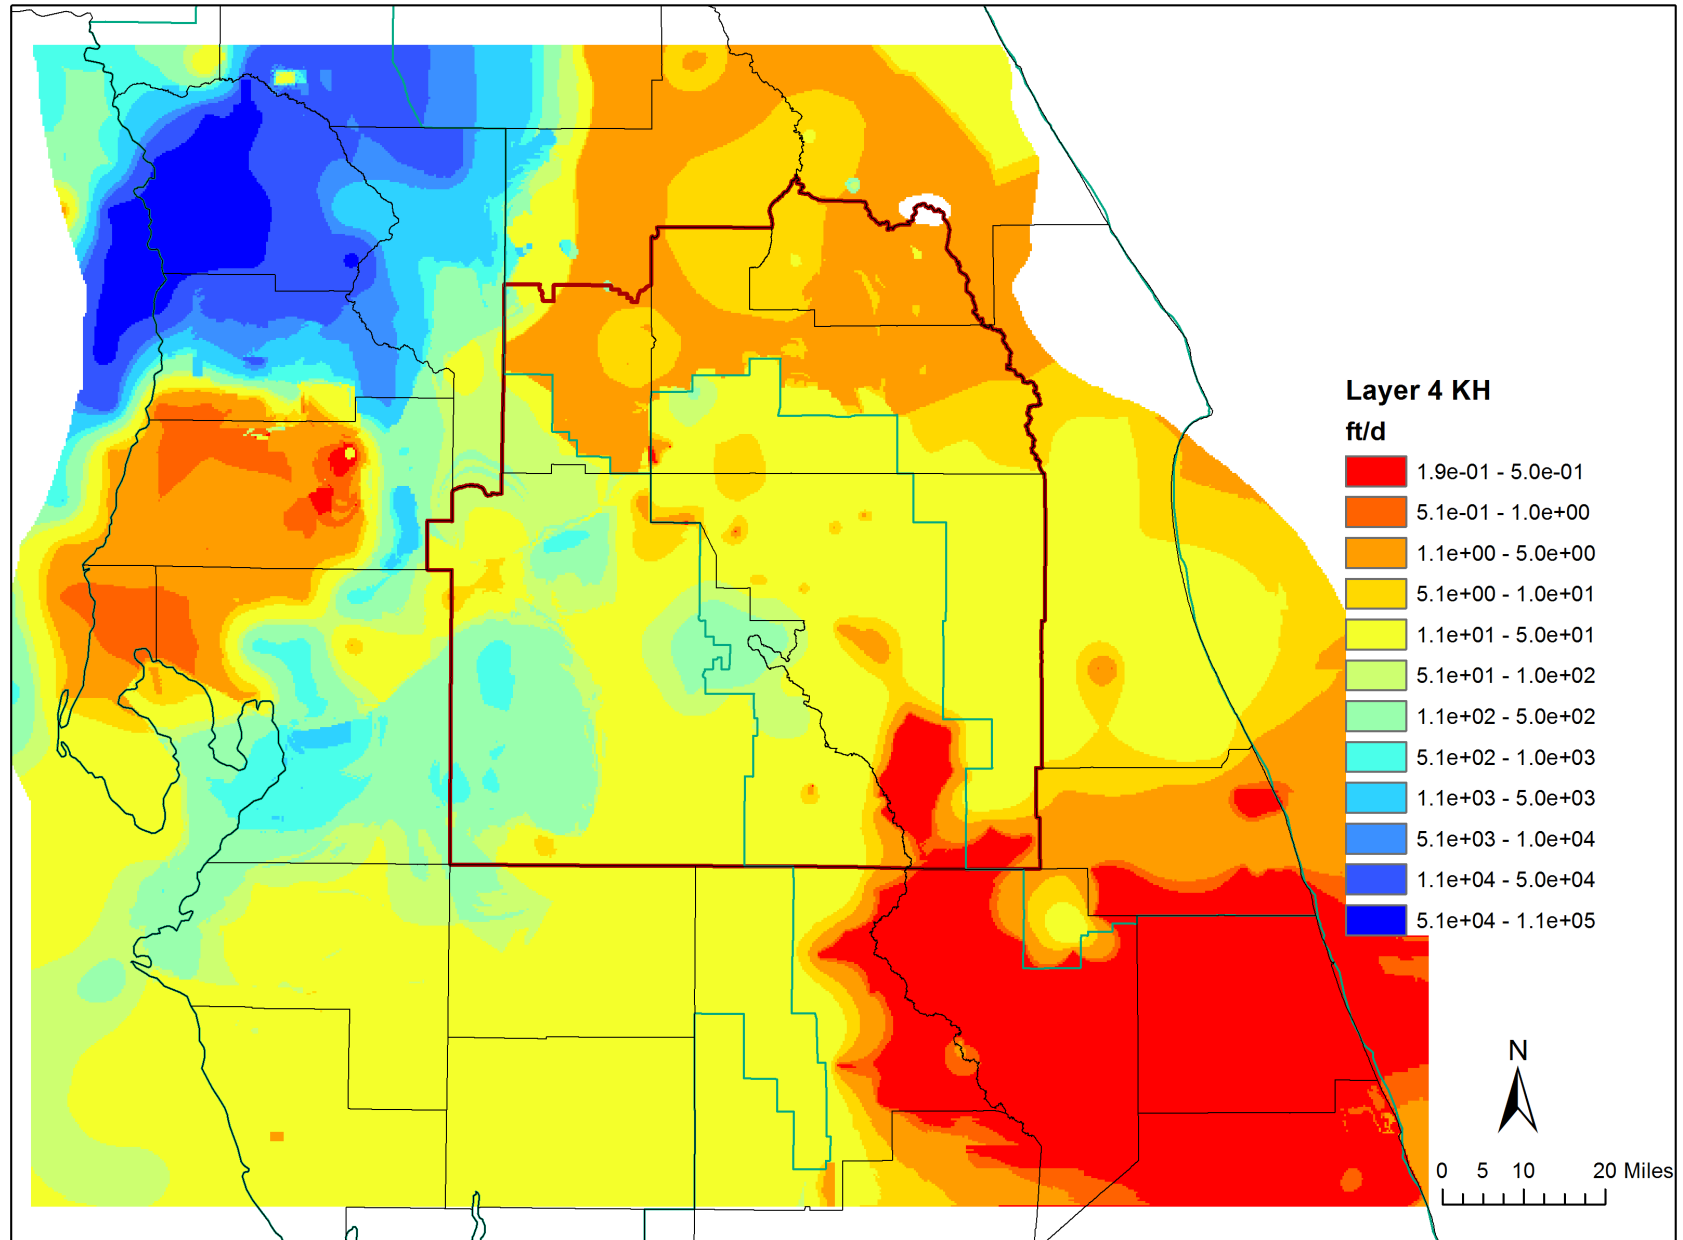 Layer 4 KH
ft/d
1.9e-01 - 5.0e-01
5.1e-01 - 1.0e+00
1.1e+00 - 5.0e+00
5.1e+00 - 1.0e+01
1.1e+01 - 5.0e+01
5.1e+01 - 1.0e+02
1.1e+02 - 5.0e+02
5.1e+02 - 1.0e+03
1.1e+03 - 5.0e+03
5.1e+03 - 1.0e+04
1.1e+04 - 5.0e+04
5.1e+04 - 1.1e+05
N
0 5 10 20 Miles